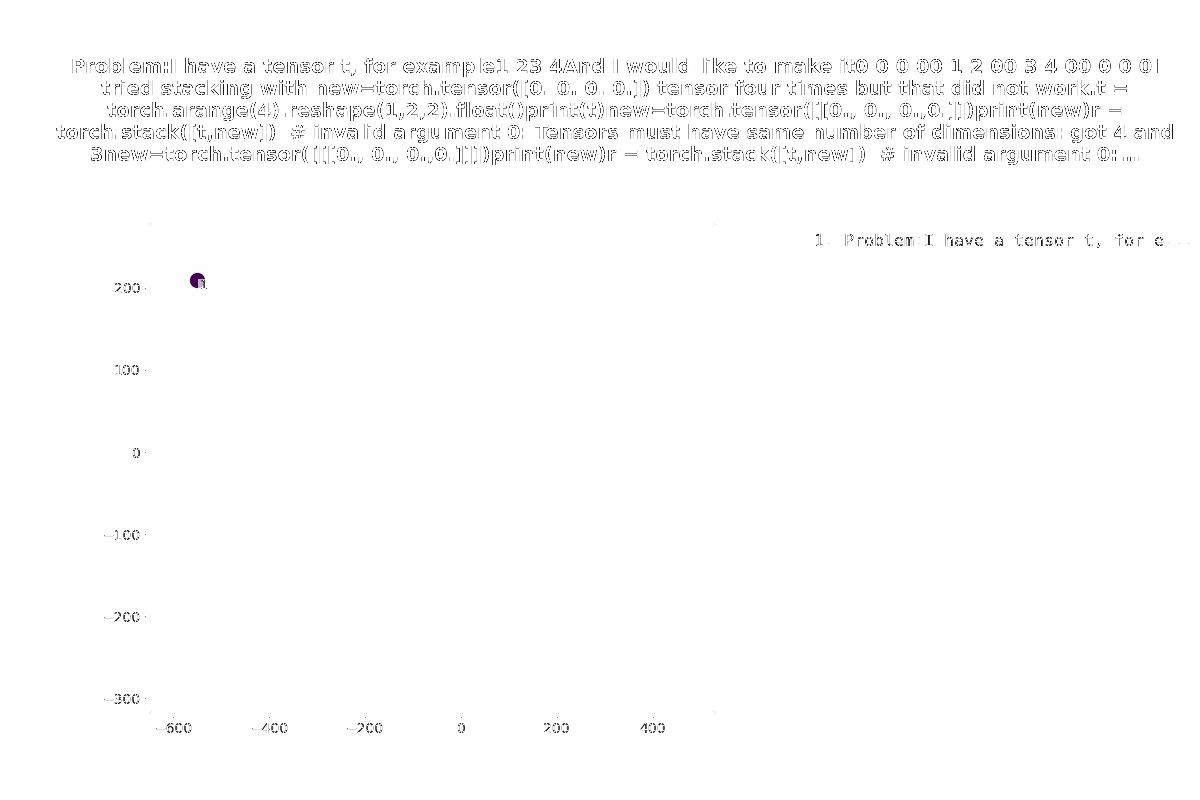 Problem:I have a tensor t, for example1 23 4And I would like to make it0 0 0 00 1 2 00 3 4 00 0 0 0I
tried stacking with new=torch.tensor([0. 0. 0. 0.]) tensor four times but that did not work.t =
torch.arange(4).reshape(1,2,2).float()print(t)new=torch.tensor([[0., 0., 0.,0.]])print(new)r =
torch.stack([t,new])  # invalid argument 0: Tensors must have same number of dimensions: got 4 and
3new=torch.tensor([[[0., 0., 0.,0.]]])print(new)r = torch.stack([t,new])  # invalid argument 0:...
1. Problem:I have a tensor t, for e...
200
100
0
−100
−200
−300
−600 −400 −200 0 200 400